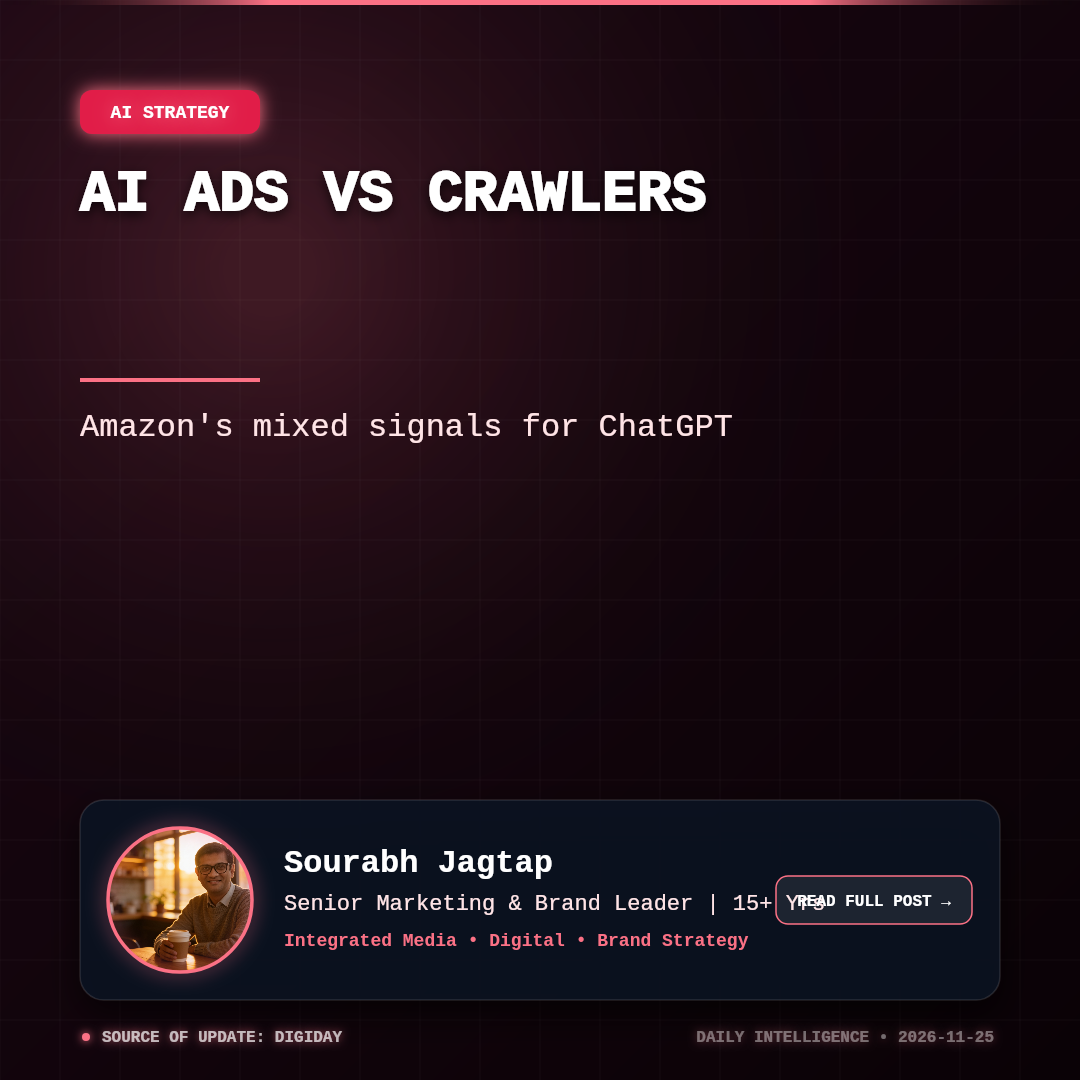 AI STRATEGY
AI ADS VS CRAWLERS
Amazon's mixed signals for ChatGPT
Sourabh Jagtap
Senior Marketing & Brand Leader | 15+ Yrs
READ FULL POST →
Integrated Media • Digital • Brand Strategy
SOURCE OF UPDATE: DIGIDAY
DAILY INTELLIGENCE • 2026-11-25